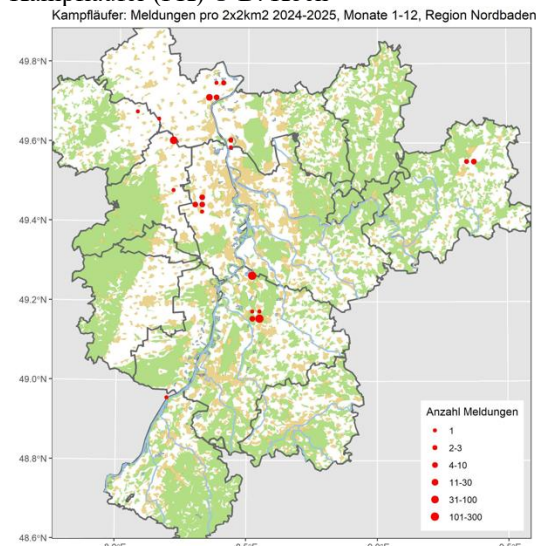 Kampfläufer: Meldungen pro 2x2km2 2024-2025, Monate 1-12, Region Nordbaden
49.8°N
49.6°N
49.4°N
49.2°N
49.0°N
48.8°N
48.6°N
Anzahl Meldungen
1
2-3
4-10
11-30
31-100
101-300